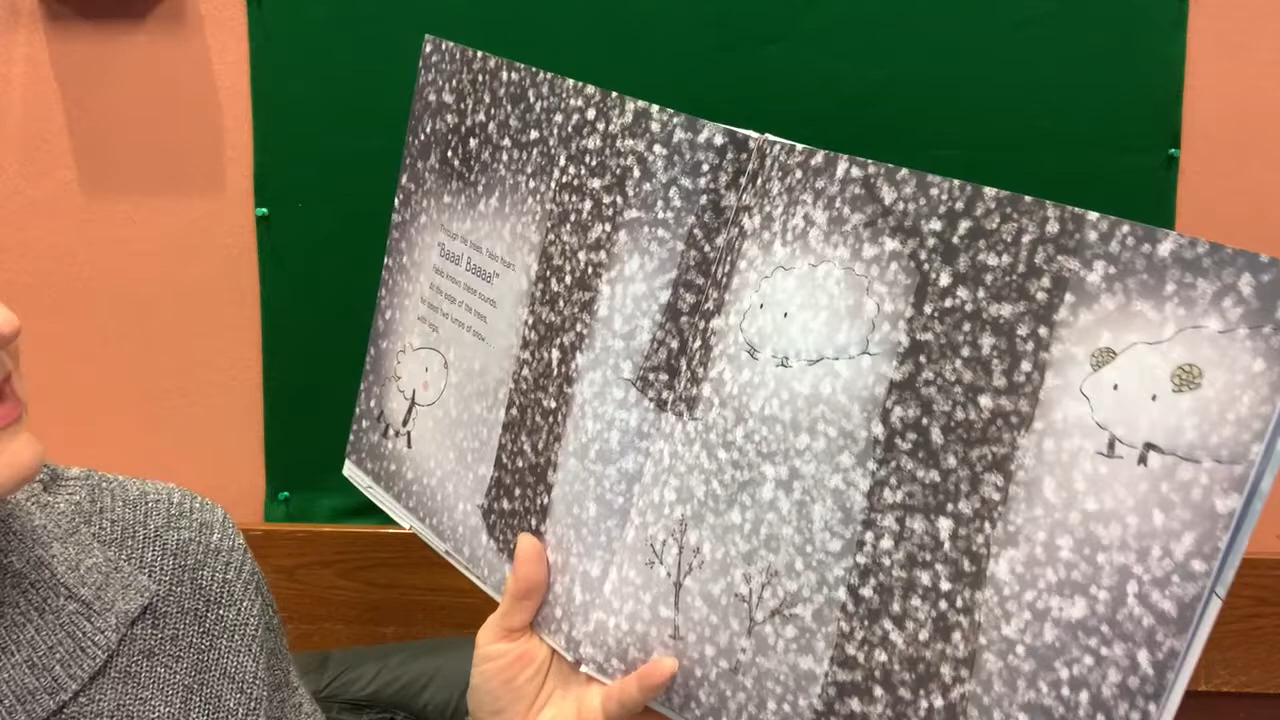 Through the trees, Pablo hears,
"Baaa! Baaaa!"
Pablo knows these sounds.
At the edge of the trees,
he sees two lumps of snow...
with legs.